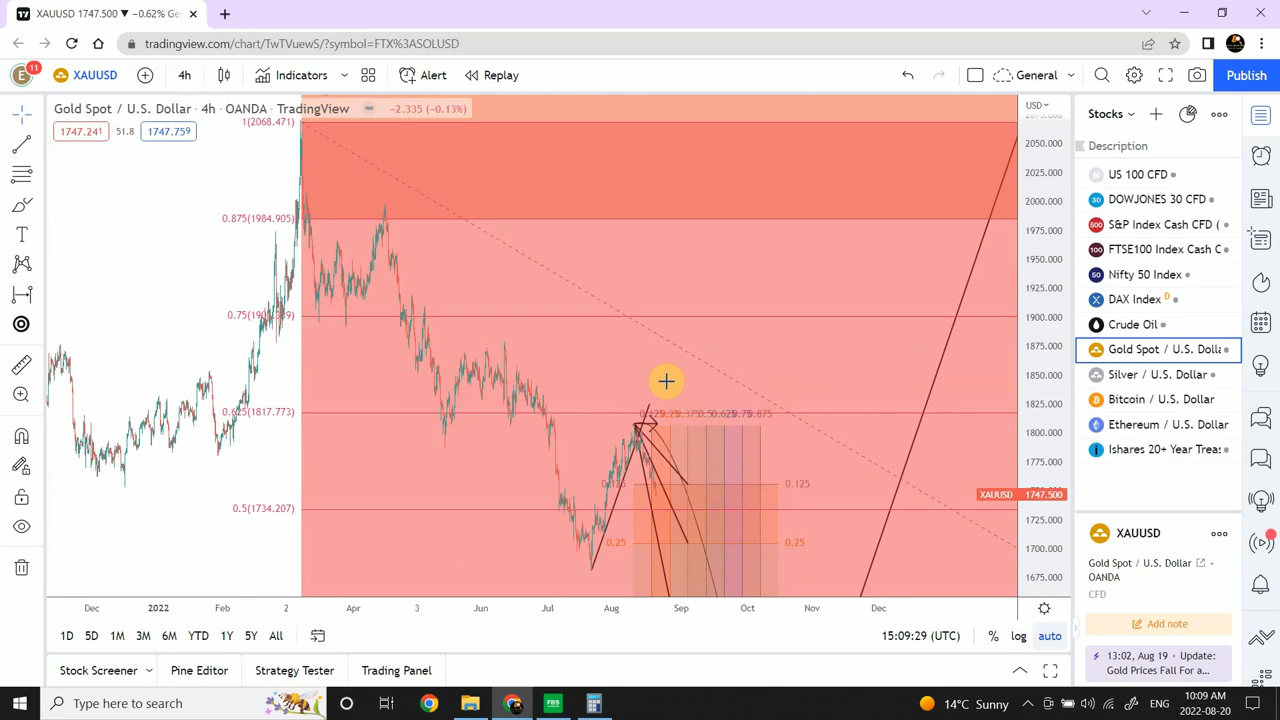 XAUUSD 1747.500 ▼ −0.62% Ge
tradingview.com/chart/TwTVuewS/?symbol=FTX%3ASOLUSD
E 11 XAUUSD 4h Indicators Alert Replay General Publish
Gold Spot / U.S. Dollar · 4h · OANDA · TradingView −2.335 (−0.13%)
1747.241 51.8 1747.759
USD
1(2068.471)
0.875(1984.905)
0.625(1817.773)
0.5(1734.207)
0.125
0.25
0.125
0.25
0.875
2050.000
2025.000
2000.000
1975.000
1950.000
1925.000
1900.000
1875.000
1850.000
1825.000
1800.000
1775.000
XAUUSD 1747.500
1725.000
1700.000
1675.000
Dec 2022 Feb 2 Apr 3 Jun Jul Aug Sep Oct Nov Dec
1D 5D 1M 3M 6M YTD 1Y 5Y All 15:09:29 (UTC) % log auto
Stock Screener Pine Editor Strategy Tester Trading Panel
Stocks
Description
US 100 CFD
30 DOWJONES 30 CFD
500 S&P Index Cash CFD (
100 FTSE100 Index Cash C
50 Nifty 50 Index
DAX Index D
Crude Oil
Gold Spot / U.S. Dolla
Silver / U.S. Dollar
Bitcoin / U.S. Dollar
Ethereum / U.S. Dollar
Ishares 20+ Year Treas
XAUUSD
Gold Spot / U.S. Dollar ·
OANDA
CFD
Add note
13:02, Aug 19 · Update:
Gold Prices Fall For a...
Type here to search
FBS
14°C Sunny
ENG
10:09 AM
2022-08-20